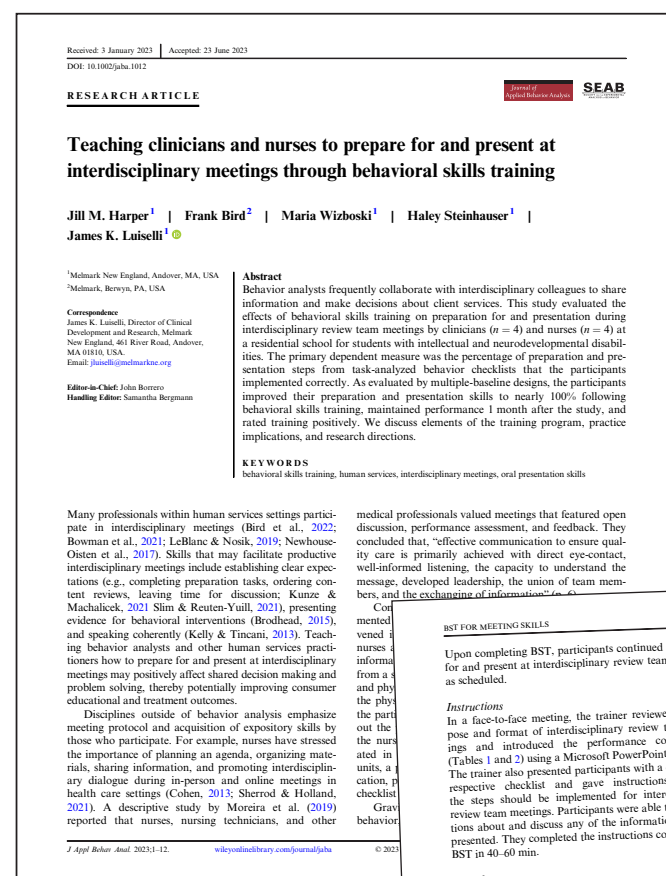 Received: 3 January 2023 | Accepted: 23 June 2023
DOI: 10.1002/jaba.1012
RESEARCH ARTICLE
Journal of
Applied Behavior Analysis
SEAB
Teaching clinicians and nurses to prepare for and present at
interdisciplinary meetings through behavioral skills training
Jill M. Harper1 | Frank Bird2 | Maria Wizboski1 | Haley Steinhauser1 |
James K. Luiselli1
1Melmark New England, Andover, MA, USA
2Melmark, Berwyn, PA, USA
Correspondence
James K. Luiselli, Director of Clinical
Development and Research, Melmark
New England, 461 River Road, Andover,
MA 01810, USA.
Email: jluiselli@melmarkne.org
Editor-in-Chief: John Borrero
Handling Editor: Samantha Bergmann
Abstract
Behavior analysts frequently collaborate with interdisciplinary colleagues to share
information and make decisions about client services. This study evaluated the
effects of behavioral skills training on preparation for and presentation during
interdisciplinary review team meetings by clinicians (n = 4) and nurses (n = 4) at
a residential school for students with intellectual and neurodevelopmental disabil-
ities. The primary dependent measure was the percentage of preparation and pre-
sentation steps from task-analyzed behavior checklists that the participants
implemented correctly. As evaluated by multiple-baseline designs, the participants
improved their preparation and presentation skills to nearly 100% following
behavioral skills training, maintained performance 1 month after the study, and
rated training positively. We discuss elements of the training program, practice
implications, and research directions.
KEYWORDS
behavioral skills training, human services, interdisciplinary meetings, oral presentation skills
Many professionals within human services settings partici-
pate in interdisciplinary meetings (Bird et al., 2022;
Bowman et al., 2021; LeBlanc & Nosik, 2019; Newhouse-
Oisten et al., 2017). Skills that may facilitate productive
interdisciplinary meetings include establishing clear expec-
tations (e.g., completing preparation tasks, ordering con-
tent reviews, leaving time for discussion; Kunze &
Machalicek, 2021 Slim & Reuten-Yuill, 2021), presenting
evidence for behavioral interventions (Brodhead, 2015),
and speaking coherently (Kelly & Tincani, 2013). Teach-
ing behavior analysts and other human services practi-
tioners how to prepare for and present at interdisciplinary
meetings may positively affect shared decision making and
problem solving, thereby potentially improving consumer
educational and treatment outcomes.
Disciplines outside of behavior analysis emphasize
meeting protocol and acquisition of expository skills by
those who participate. For example, nurses have stressed
the importance of planning an agenda, organizing mate-
rials, sharing information, and promoting interdisciplin-
ary dialogue during in-person and online meetings in
health care settings (Cohen, 2013; Sherrod & Holland,
2021). A descriptive study by Moreira et al. (2019)
reported that nurses, nursing technicians, and other
medical professionals valued meetings that featured open
discussion, performance assessment, and feedback. They
concluded that, “effective communication to ensure qual-
ity care is primarily achieved with direct eye-contact,
well-informed listening, the capacity to understand the
message, developed leadership, the union of team mem-
bers, and the exchanging of information”
mented
vened i
nurses a
informa
from a s
and phy
the phys
the parti
out the
the nurs
ated in
units, a p
cation, p
checklist
Gravi
behavior.
BST FOR MEETING SKILLS
Upon completing BST, participants continued
for and present at interdisciplinary review team
as scheduled.
Instructions
In a face-to-face meeting, the trainer reviewe
pose and format of interdisciplinary review t
ings and introduced the performance co
(Tables 1 and 2) using a Microsoft PowerPoint
The trainer also presented participants with a
respective checklist and gave instructions
the steps should be implemented for inter
review team meetings. Participants were able t
tions about and discuss any of the informatio
presented. They completed the instructions co
BST in 40–60 min.
J Appl Behav Anal. 2023;1–12.
wileyonlinelibrary.com/journal/jaba
© 2023